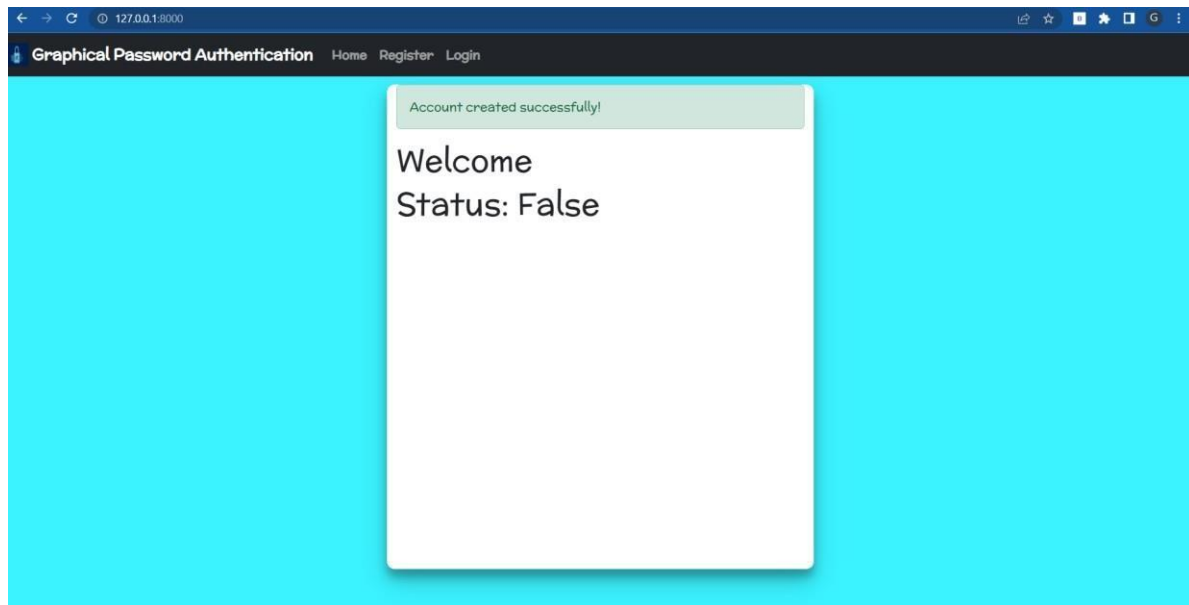 127.0.0.1:8000
G
Graphical Password Authentication Home Register Login
Account created successfully!
Welcome
Status: False